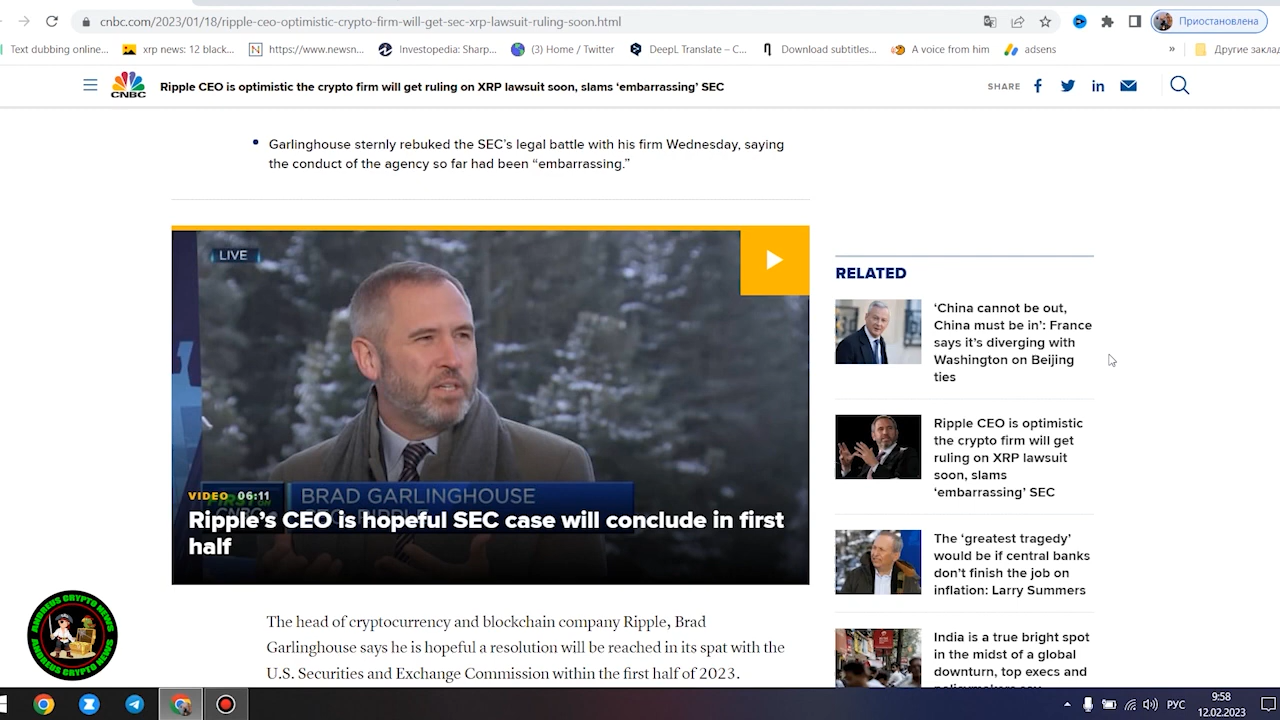 cnbc.com/2023/01/18/ripple-ceo-optimistic-crypto-firm-will-get-sec-xrp-lawsuit-ruling-soon.html
Приостановлена
Text dubbing online...
xrp news: 12 black...
https://www.newsn...
Investopedia: Sharp...
(3) Home / Twitter
DeepL Translate – C...
Download subtitles...
A voice from him
adsens
»
Другие закла
CNBC
Ripple CEO is optimistic the crypto firm will get ruling on XRP lawsuit soon, slams ‘embarrassing’ SEC
SHARE
Garlinghouse sternly rebuked the SEC’s legal battle with his firm Wednesday, saying
the conduct of the agency so far had been “embarrassing.”
LIVE
BRAD GARLINGHOUSE
VIDEO 06:11
Ripple’s CEO is hopeful SEC case will conclude in first
half
The head of cryptocurrency and blockchain company Ripple, Brad
Garlinghouse says he is hopeful a resolution will be reached in its spat with the
U.S. Securities and Exchange Commission within the first half of 2023.
RELATED
‘China cannot be out,
China must be in’: France
says it’s diverging with
Washington on Beijing
ties
Ripple CEO is optimistic
the crypto firm will get
ruling on XRP lawsuit
soon, slams
‘embarrassing’ SEC
The ‘greatest tragedy’
would be if central banks
don’t finish the job on
inflation: Larry Summers
India is a true bright spot
in the midst of a global
downturn, top execs and
ANDREUS CRYPTO NEWS
ANDREUS CRYPTO NEWS
РУС
9:58
12.02.2023